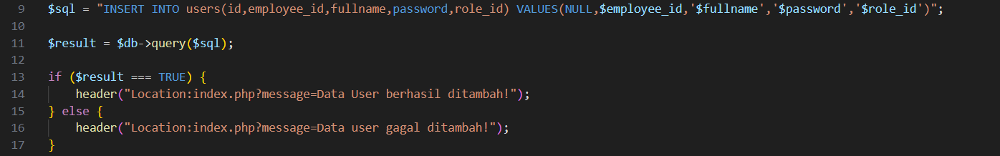 9 $sql = "INSERT INTO users(id,employee_id,fullname,password,role_id) VALUES(NULL,$employee_id,'$fullname','$password','$role_id')";
10
11 $result = $db->query($sql);
12
13 if ($result === TRUE) {
14     header("Location:index.php?message=Data User berhasil ditambah!");
15 } else {
16     header("Location:index.php?message=Data user gagal ditambah!");
17 }